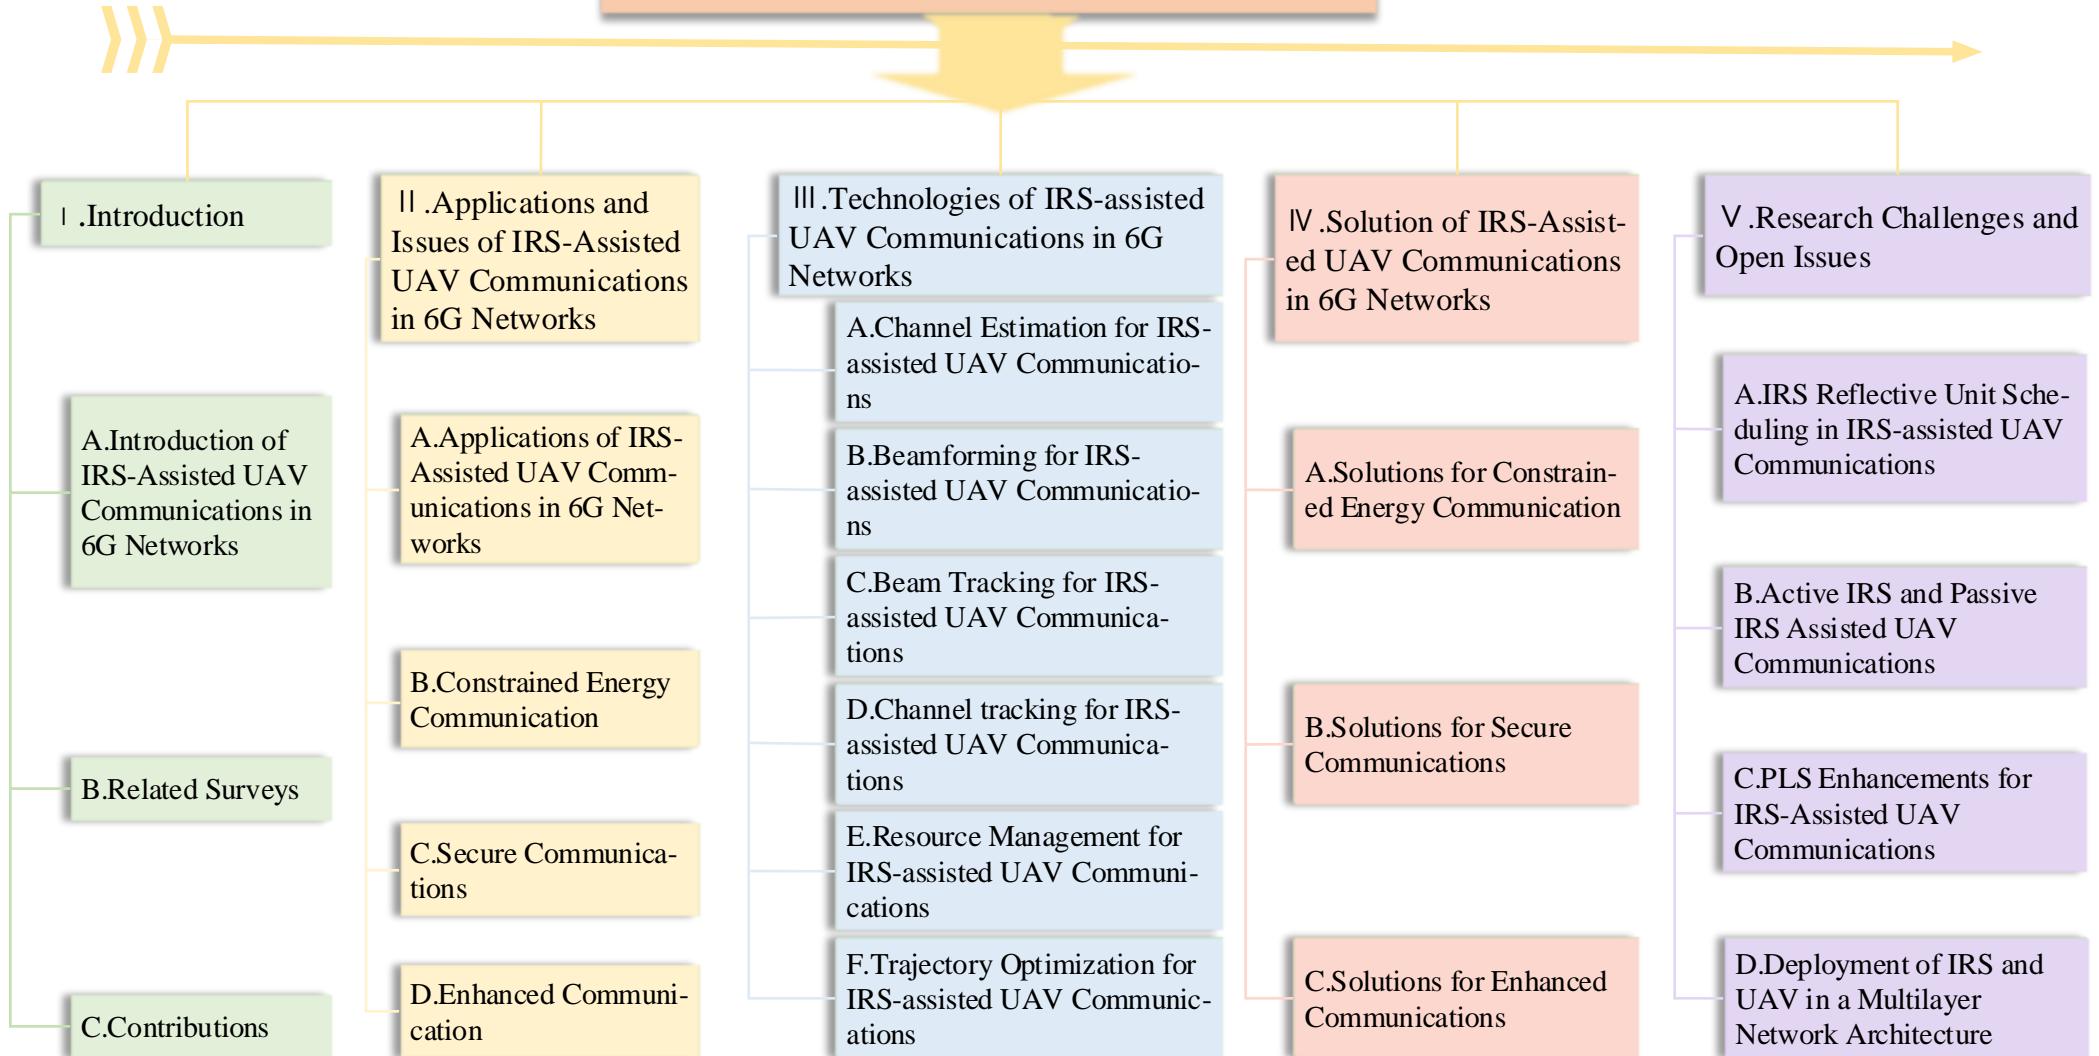 Ⅰ.Introduction
A.Introduction of
IRS-Assisted UAV
Communications in
6G Networks
B.Related Surveys
C.Contributions
Ⅱ.Applications and
Issues of IRS-Assisted
UAV Communications
in 6G Networks
A.Applications of IRS-
Assisted UAV Comm-
unications in 6G Net-
works
B.Constrained Energy
Communication
C.Secure Communica-
tions
D.Enhanced Communi-
cation
Ⅲ.Technologies of IRS-assisted
UAV Communications in 6G
Networks
A.Channel Estimation for IRS-
assisted UAV Communicatio-
ns
B.Beamforming for IRS-
assisted UAV Communicatio-
ns
C.Beam Tracking for IRS-
assisted UAV Communica-
tions
D.Channel tracking for IRS-
assisted UAV Communica-
tions
E.Resource Management for
IRS-assisted UAV Communi-
cations
F.Trajectory Optimization for
IRS-assisted UAV Communic-
ations
Ⅳ.Solution of IRS-Assist-
ed UAV Communications
in 6G Networks
A.Solutions for Constrain-
ed Energy Communication
B.Solutions for Secure
Communications
C.Solutions for Enhanced
Communications
Ⅴ.Research Challenges and
Open Issues
A.IRS Reflective Unit Sche-
duling in IRS-assisted UAV
Communications
B.Active IRS and Passive
IRS Assisted UAV
Communications
C.PLS Enhancements for
IRS-Assisted UAV
Communications
D.Deployment of IRS and
UAV in a Multilayer
Network Architecture